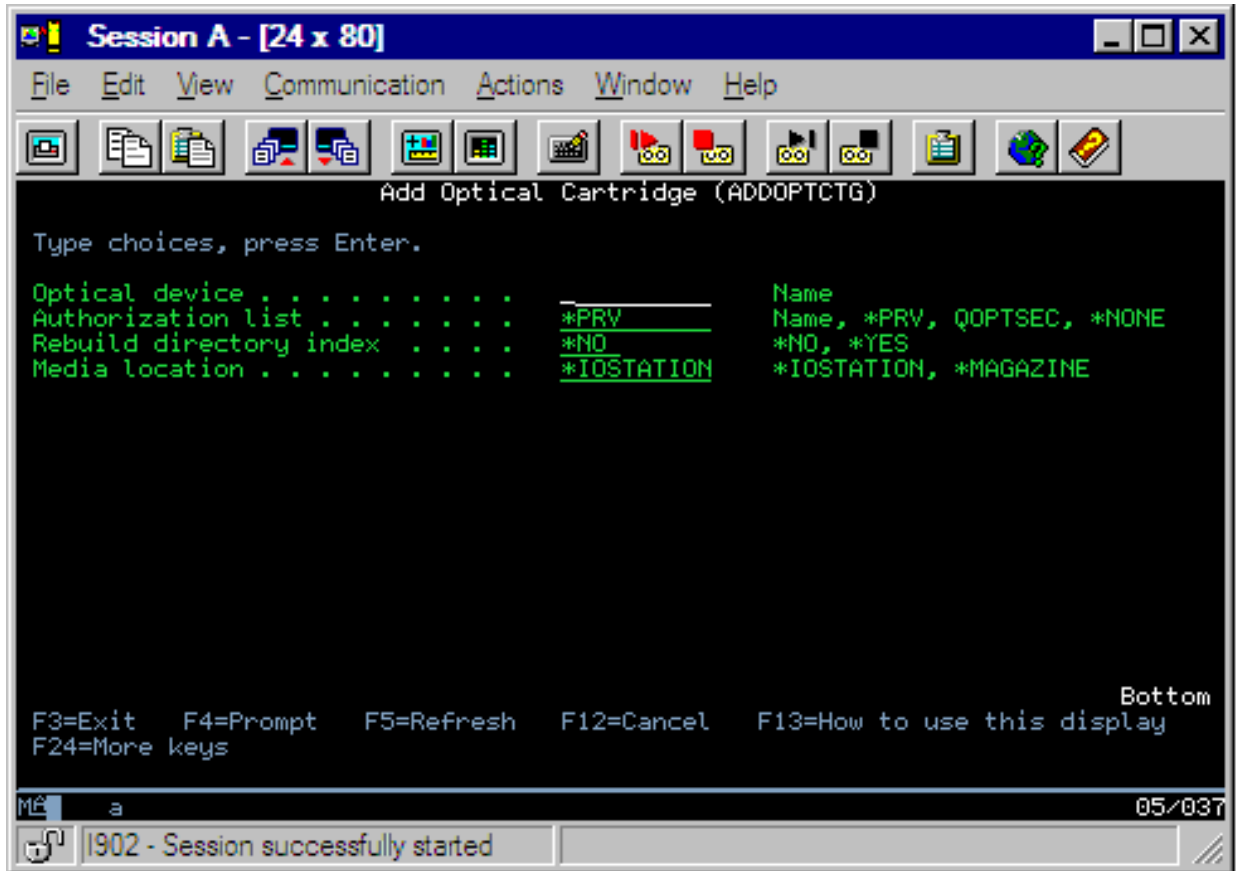 Session A - [24 x 80]
File Edit View Communication Actions Window Help
Add Optical Cartridge (ADDOPTCTG)
Type choices, press Enter.
Optical device . . . . . . . . . _ Name
Authorization list . . . . . . . *PRV Name, *PRV, QOPTSEC, *NONE
Rebuild directory index . . . . *NO *NO, *YES
Media location . . . . . . . . . *IOSTATION *IOSTATION, *MAGAZINE
Bottom
F3=Exit F4=Prompt F5=Refresh F12=Cancel F13=How to use this display
F24=More keys
a 05/037
I902 - Session successfully started